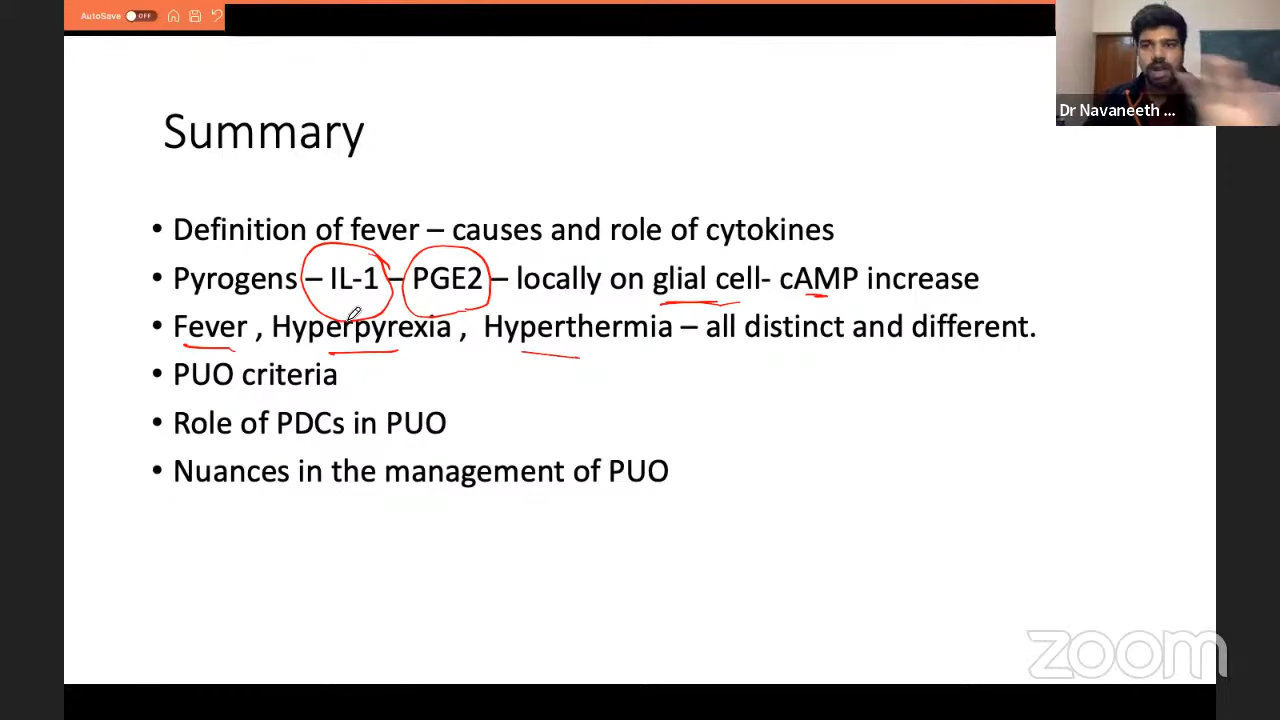 AutoSave OFF
Dr Navaneeth ...
Summary
• Definition of fever – causes and role of cytokines
• Pyrogens – IL-1 – PGE2 – locally on glial cell- cAMP increase
• Fever , Hyperpyrexia , Hyperthermia – all distinct and different.
• PUO criteria
• Role of PDCs in PUO
• Nuances in the management of PUO
zoom